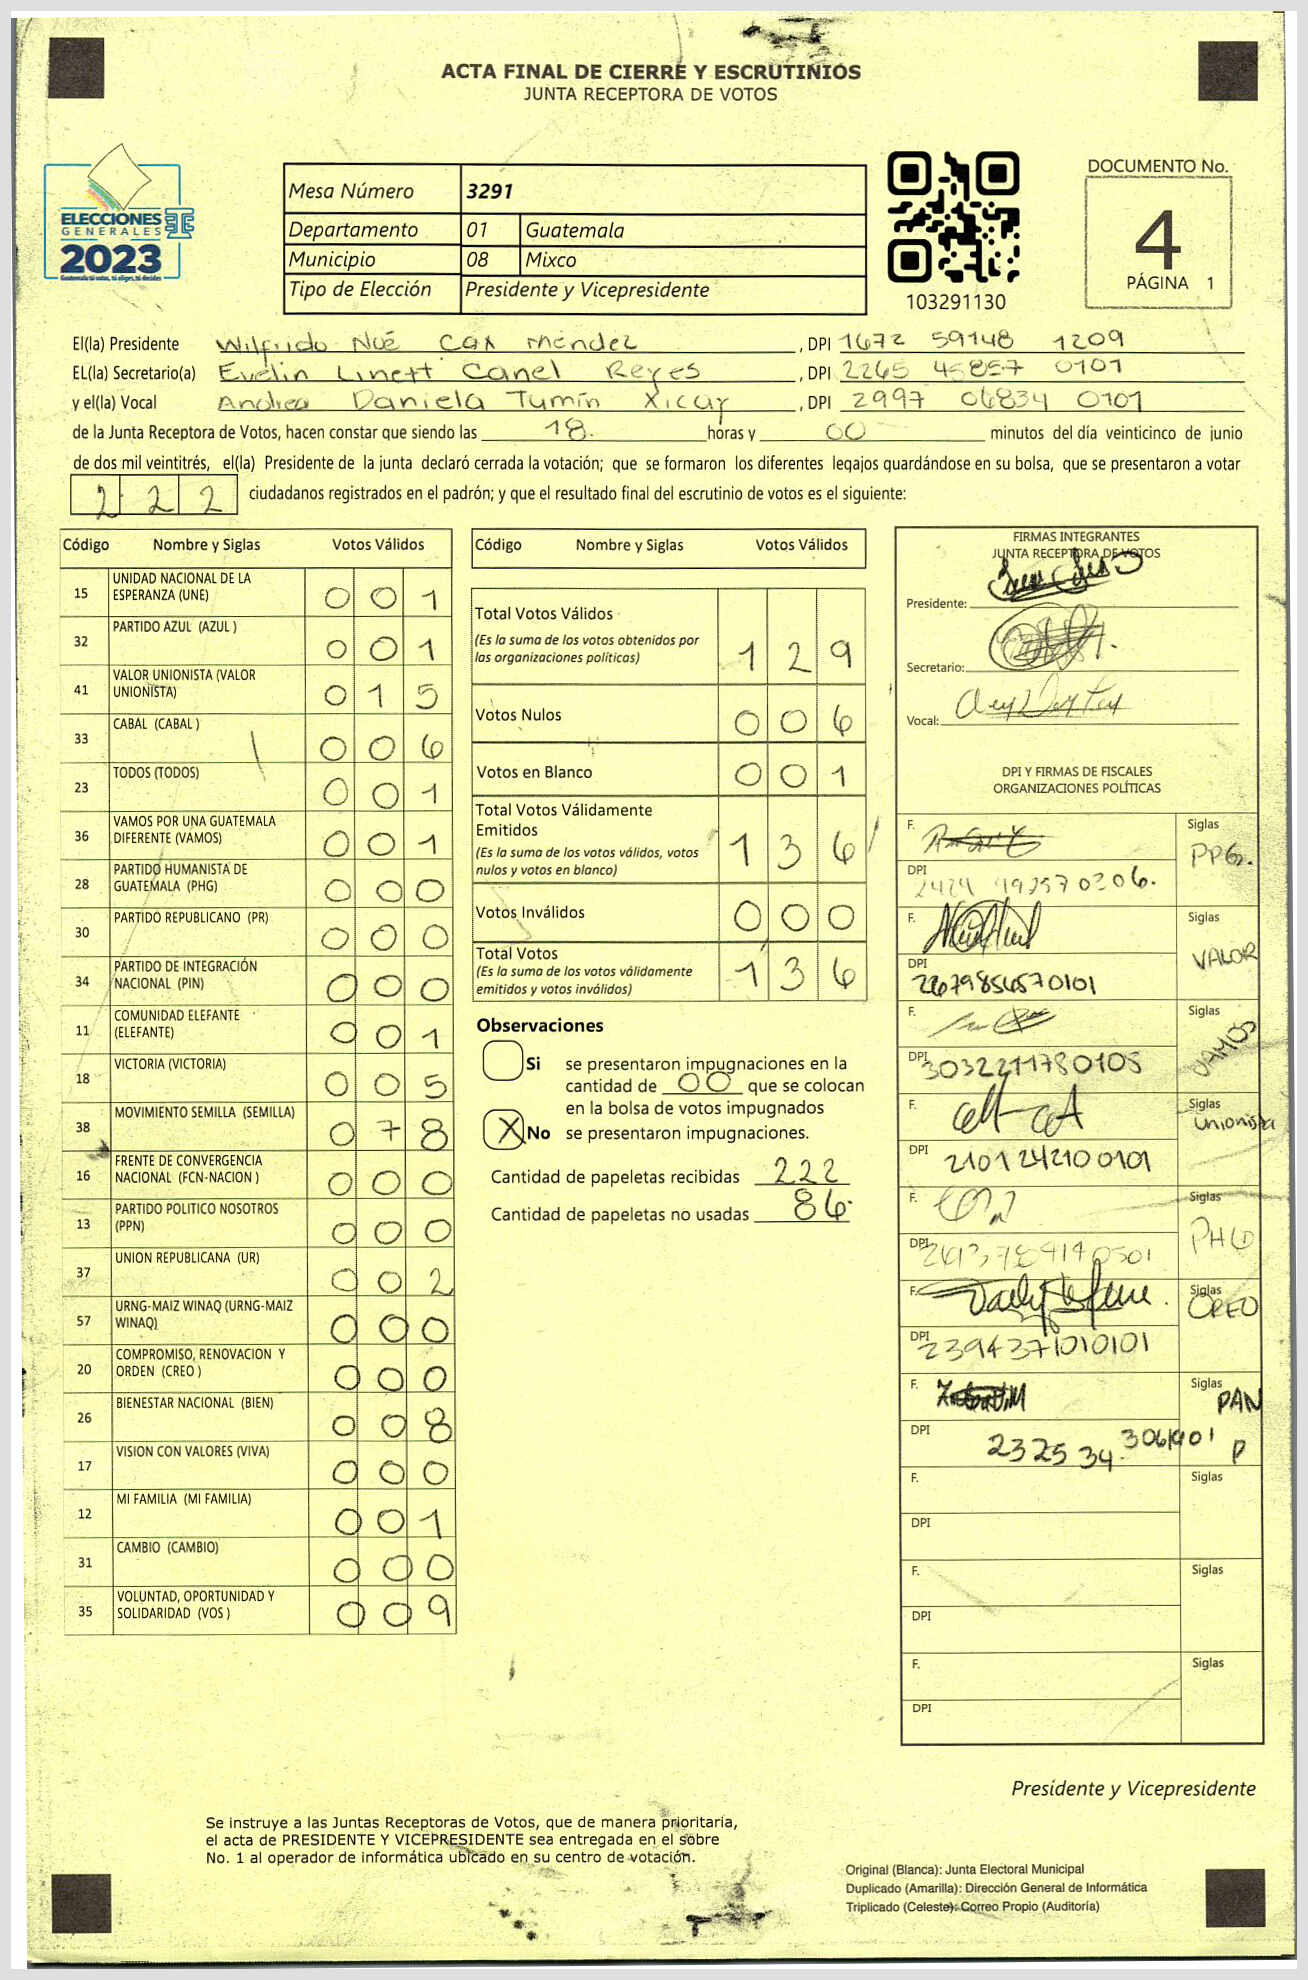 ACTA FINAL DE CIERRE Y ESCRUTINIOS
JUNTA RECEPTORA DE VOTOS
ELECCIONES
GENERALES
2023
Guatemala tú votas, tú eliges, tú decides
Mesa Número 3291
Departamento 01 Guatemala
Municipio 08 Mixco
Tipo de Elección Presidente y Vicepresidente
103291130
DOCUMENTO No.
4
PÁGINA 1
El(la) Presidente Wilfrido Noé Cax Méndez, DPI 1672 59148 1209
EL(la) Secretario(a) Evelin Linett Canel Reyes, DPI 2265 45857 0101
y el(la) Vocal Andrea Daniela Tumín Xicay, DPI 2997 06834 0101
de la Junta Receptora de Votos, hacen constar que siendo las 18. horas y 00 minutos del día veinticinco de junio
de dos mil veintitrés, el(la) Presidente de la junta declaró cerrada la votación; que se formaron los diferentes legajos guardándose en su bolsa, que se presentaron a votar
2 2 2 ciudadanos registrados en el padrón; y que el resultado final del escrutinio de votos es el siguiente:
Código Nombre y Siglas Votos Válidos
15 UNIDAD NACIONAL DE LA ESPERANZA (UNE) 0 0 1
32 PARTIDO AZUL (AZUL ) 0 0 1
41 VALOR UNIONISTA (VALOR UNIONISTA) 0 1 5
33 CABAL (CABAL ) 0 0 6
23 TODOS (TODOS) 0 0 1
36 VAMOS POR UNA GUATEMALA DIFERENTE (VAMOS) 0 0 1
28 PARTIDO HUMANISTA DE GUATEMALA (PHG) 0 0 0
30 PARTIDO REPUBLICANO (PR) 0 0 0
34 PARTIDO DE INTEGRACIÓN NACIONAL (PIN) 0 0 0
11 COMUNIDAD ELEFANTE (ELEFANTE) 0 0 1
18 VICTORIA (VICTORIA) 0 0 5
38 MOVIMIENTO SEMILLA (SEMILLA) 0 7 8
16 FRENTE DE CONVERGENCIA NACIONAL (FCN-NACION ) 0 0 0
13 PARTIDO POLITICO NOSOTROS (PPN) 0 0 0
37 UNION REPUBLICANA (UR) 0 0 2
57 URNG-MAIZ WINAQ (URNG-MAIZ WINAQ) 0 0 0
20 COMPROMISO, RENOVACION Y ORDEN (CREO ) 0 0 0
26 BIENESTAR NACIONAL (BIEN) 0 0 8
17 VISION CON VALORES (VIVA) 0 0 0
12 MI FAMILIA (MI FAMILIA) 0 0 1
31 CAMBIO (CAMBIO) 0 0 0
35 VOLUNTAD, OPORTUNIDAD Y SOLIDARIDAD (VOS ) 0 0 9
Código Nombre y Siglas Votos Válidos
Total Votos Válidos
(Es la suma de los votos obtenidos por las organizaciones políticas) 1 2 9
Votos Nulos 0 0 6
Votos en Blanco 0 0 1
Total Votos Válidamente Emitidos
(Es la suma de los votos válidos, votos nulos y votos en blanco) 1 3 6
Votos Inválidos 0 0 0
Total Votos
(Es la suma de los votos válidamente emitidos y votos inválidos) 1 3 6
Observaciones
Si se presentaron impugnaciones en la
cantidad de 00 que se colocan
en la bolsa de votos impugnados
X No se presentaron impugnaciones.
Cantidad de papeletas recibidas 222
Cantidad de papeletas no usadas 86.
FIRMAS INTEGRANTES
JUNTA RECEPTORA DE VOTOS
Presidente:
Secretario:
Vocal:
DPI Y FIRMAS DE FISCALES
ORGANIZACIONES POLÍTICAS
F. Siglas
DPI
F. Siglas VALOR
DPI 2679856570101
F. Siglas VAMOS
DPI 3032211780105
F. Siglas unionista
DPI 2101242100101
F. Siglas
DPI
F. Siglas CREO
DPI 2394371010101
F. Siglas PAN
DPI 2325 34. P
F. Siglas
DPI
F. Siglas
DPI
F. Siglas
DPI
Presidente y Vicepresidente
Se instruye a las Juntas Receptoras de Votos, que de manera prioritaria,
el acta de PRESIDENTE Y VICEPRESIDENTE sea entregada en el sobre
No. 1 al operador de informática ubicado en su centro de votación.
Original (Blanca): Junta Electoral Municipal
Duplicado (Amarilla): Dirección General de Informática
Triplicado (Celeste): Correo Propio (Auditoría)